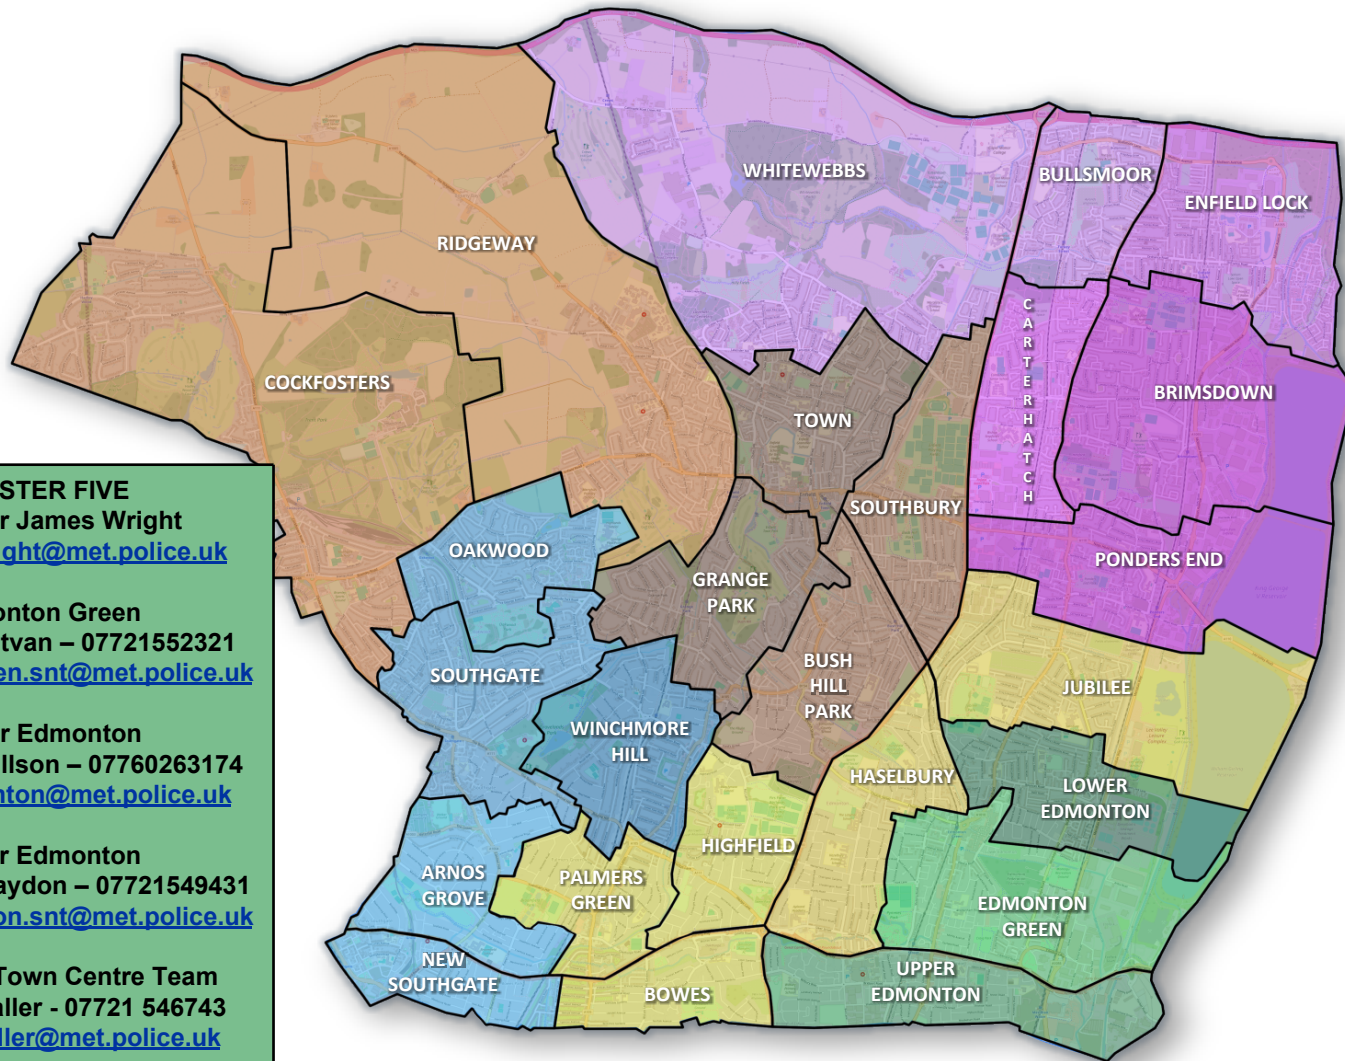 WHITEWEBBS
BULLSMOOR
ENFIELD LOCK
RIDGEWAY
CARTERHATCH
COCKFOSTERS
BRIMSDOWN
TOWN
SOUTHBURY
OAKWOOD
PONDERS END
GRANGE
PARK
SOUTHGATE
BUSH
HILL
PARK
JUBILEE
WINCHMORE
HILL
HASELBURY
LOWER
EDMONTON
HIGHFIELD
ARNOS
GROVE
PALMERS
GREEN
EDMONTON
GREEN
NEW
SOUTHGATE
BOWES
UPPER
EDMONTON
STER FIVE
r James Wright
ght@met.police.uk
onton Green
tvan – 07721552321
en.snt@met.police.uk
r Edmonton
llson – 07760263174
nton@met.police.uk
r Edmonton
aydon – 07721549431
on.snt@met.police.uk
Town Centre Team
aller - 07721 546743
ller@met.police.uk